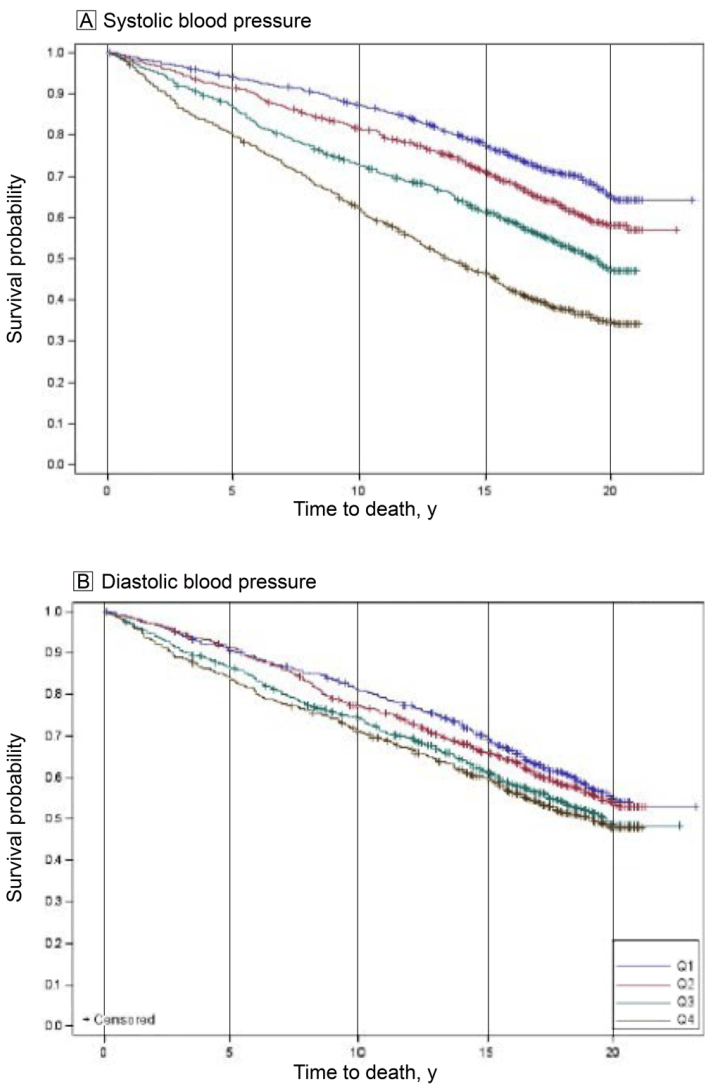 A Systolic blood pressure
1.0
0.9
0.8
0.7
0.6
0.5
0.4
0.3
0.2
0.1
0.0
Survival probability
0 5 10 15 20
Time to death, y
B Diastolic blood pressure
1.0
0.9
0.8
0.7
0.6
0.5
0.4
0.3
0.2
0.1
0.0
Survival probability
+ Censored
Q1
Q2
Q3
Q4
0 5 10 15 20
Time to death, y